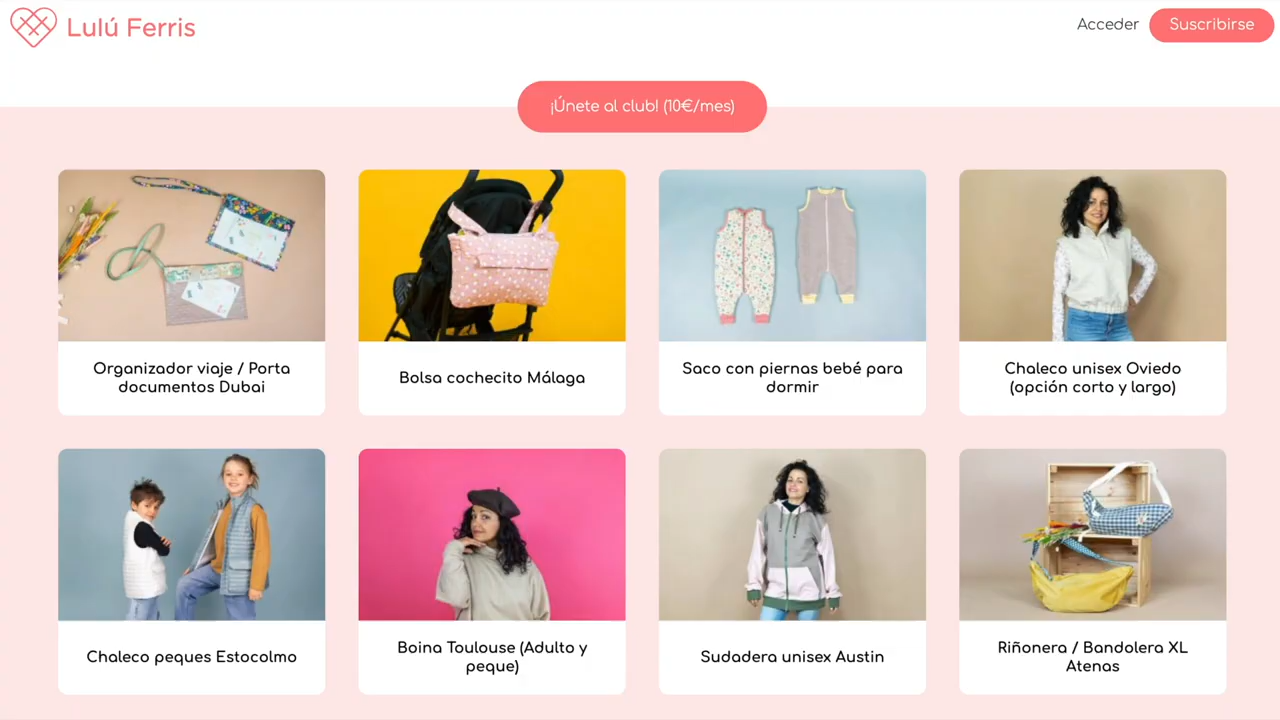 Lulú Ferris
Acceder
Suscribirse
¡Únete al club! (10€/mes)
Organizador viaje / Porta
documentos Dubai
Bolsa cochecito Málaga
Saco con piernas bebé para
dormir
Chaleco unisex Oviedo
(opción corto y largo)
Chaleco peques Estocolmo
Boina Toulouse (Adulto y
peque)
Sudadera unisex Austin
Riñonera / Bandolera XL
Atenas